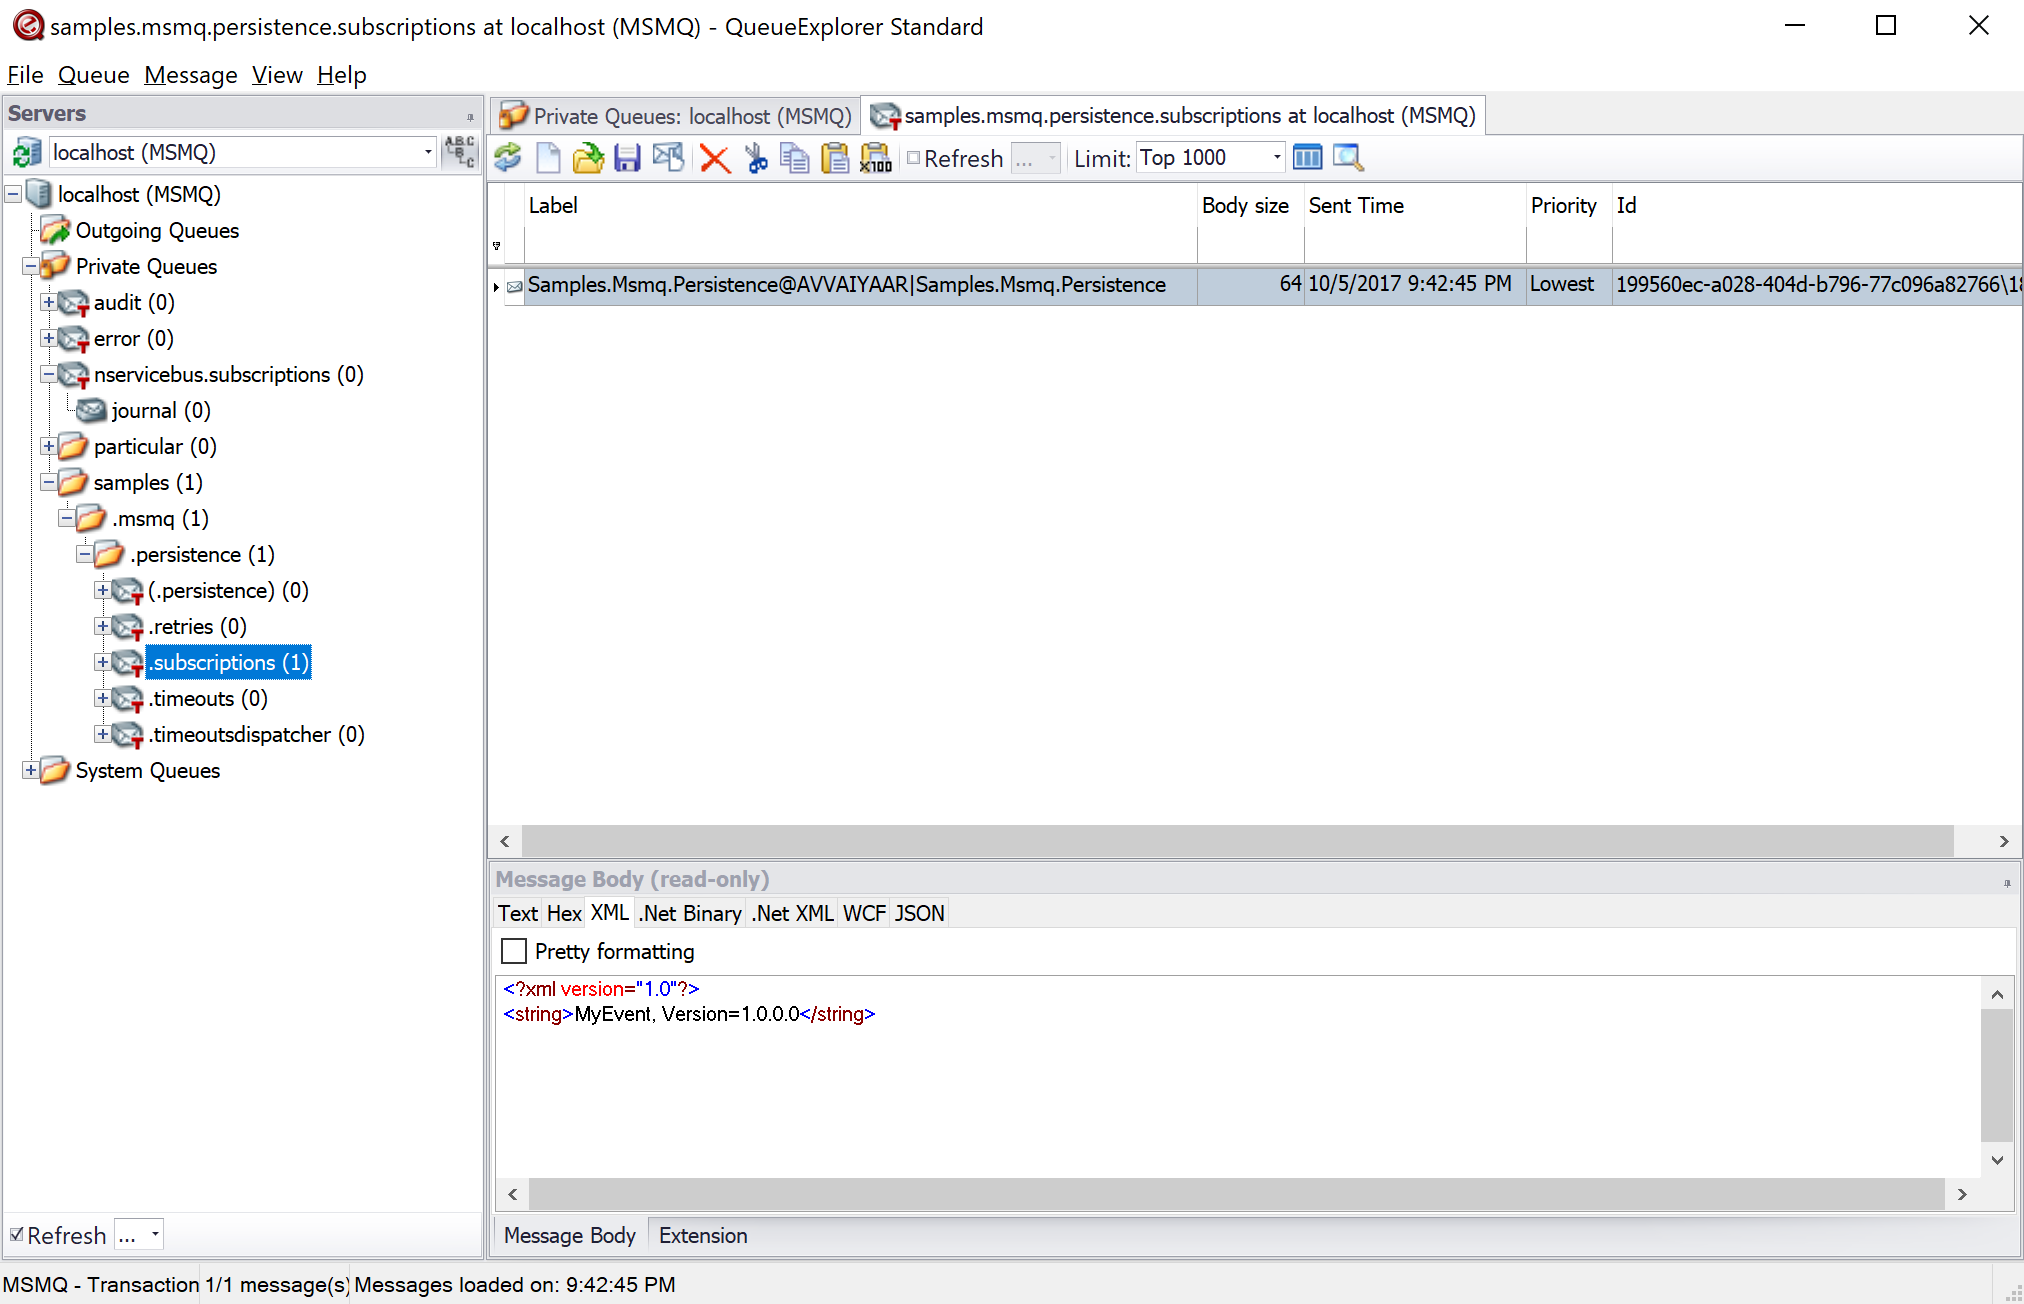 samples.msmq.persistence.subscriptions at localhost (MSMQ) - QueueExplorer Standard
File Queue Message View Help
Servers
localhost (MSMQ)
localhost (MSMQ)
Outgoing Queues
Private Queues
audit (0)
error (0)
nservicebus.subscriptions (0)
journal (0)
particular (0)
samples (1)
.msmq (1)
.persistence (1)
(.persistence) (0)
.retries (0)
.subscriptions (1)
.timeouts (0)
.timeoutsdispatcher (0)
System Queues
Refresh ...
Private Queues: localhost (MSMQ) samples.msmq.persistence.subscriptions at localhost (MSMQ)
x100 Refresh ... Limit: Top 1000
Label Body size Sent Time Priority Id
Samples.Msmq.Persistence@AVVAIYAAR|Samples.Msmq.Persistence 64 10/5/2017 9:42:45 PM Lowest 199560ec-a028-404d-b796-77c096a82766\18
Message Body (read-only)
Text Hex XML .Net Binary .Net XML WCF JSON
Pretty formatting
<?xml version="1.0"?>
<string>MyEvent, Version=1.0.0.0</string>
Message Body Extension
MSMQ - Transaction 1/1 message(s) Messages loaded on: 9:42:45 PM